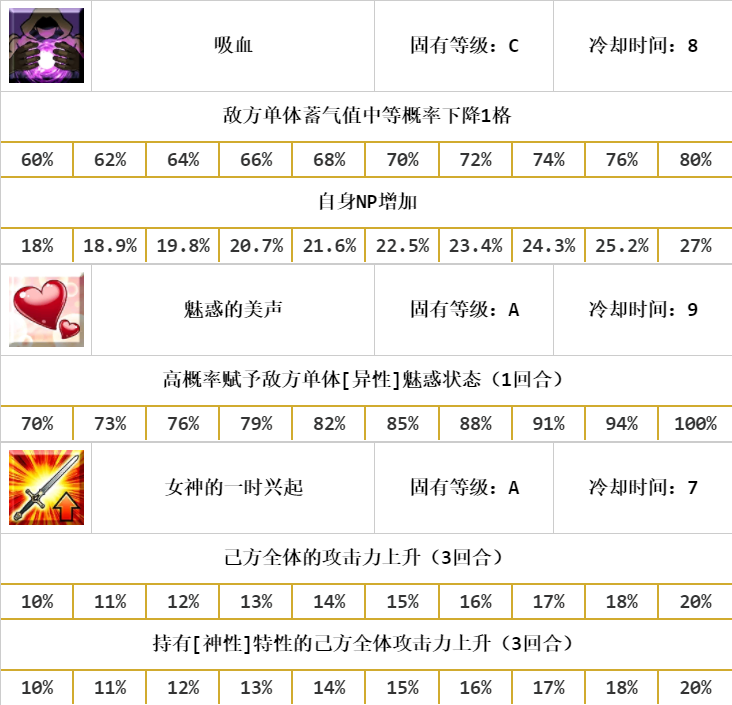 吸血 固有等级：C 冷却时间：8
敌方单体蓄气值中等概率下降1格
60% 62% 64% 66% 68% 70% 72% 74% 76% 80%
自身NP增加
18% 18.9% 19.8% 20.7% 21.6% 22.5% 23.4% 24.3% 25.2% 27%
魅惑的美声 固有等级：A 冷却时间：9
高概率赋予敌方单体[异性]魅惑状态（1回合）
70% 73% 76% 79% 82% 85% 88% 91% 94% 100%
女神的一时兴起 固有等级：A 冷却时间：7
己方全体的攻击力上升（3回合）
10% 11% 12% 13% 14% 15% 16% 17% 18% 20%
持有[神性]特性的己方全体攻击力上升（3回合）
10% 11% 12% 13% 14% 15% 16% 17% 18% 20%